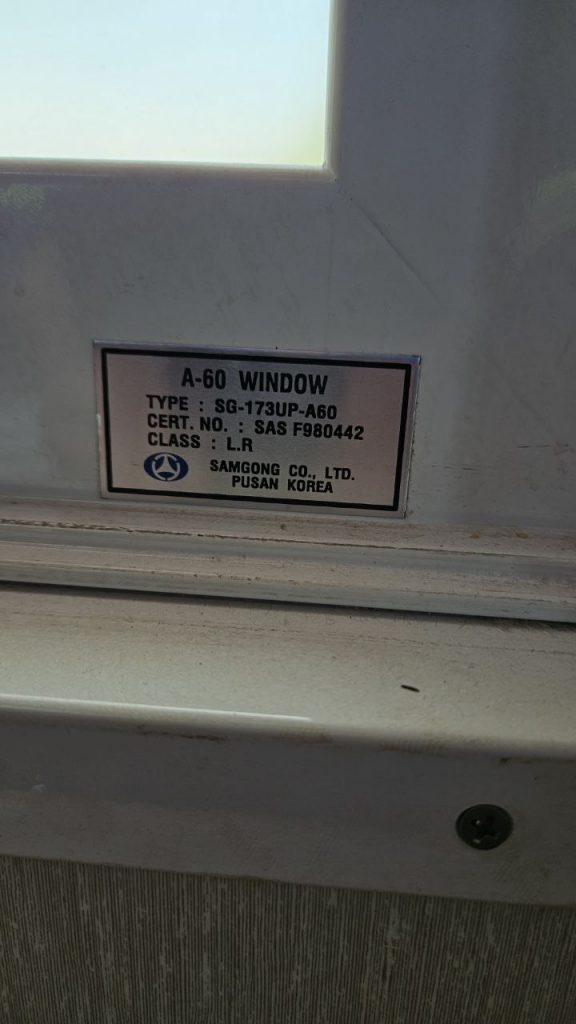 A-60 WINDOW
TYPE : SG-173UP-A60
CERT. NO. : SAS F980442
CLASS : L.R
SAMGONG CO., LTD.
PUSAN KOREA